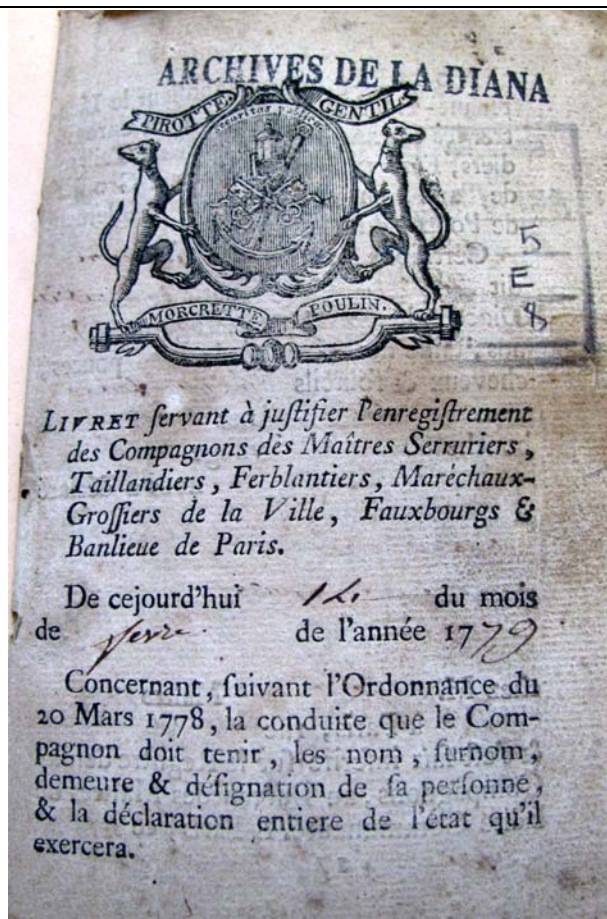 ARCHIVES DE LA DIANA
PIROTTE GENTIL
Securitas publica
5
E
8
MORCRETTE POULIN.
LIVRET ſervant à juſtifier l'enregiſtrement
des Compagnons des Maîtres Serruriers,
Taillandiers, Ferblantiers, Maréchaux-
Groſſiers de la Ville, Fauxbourgs &
Banlieue de Paris.
De cejourd'hui du mois
de de l'année 1779
Concernant, ſuivant l'Ordonnance du
20 Mars 1778, la conduite que le Com-
pagnon doit tenir, les nom, ſurnom,
demeure & déſignation de ſa perſonne,
& la déclaration entiere de l'état qu'il
exercera.